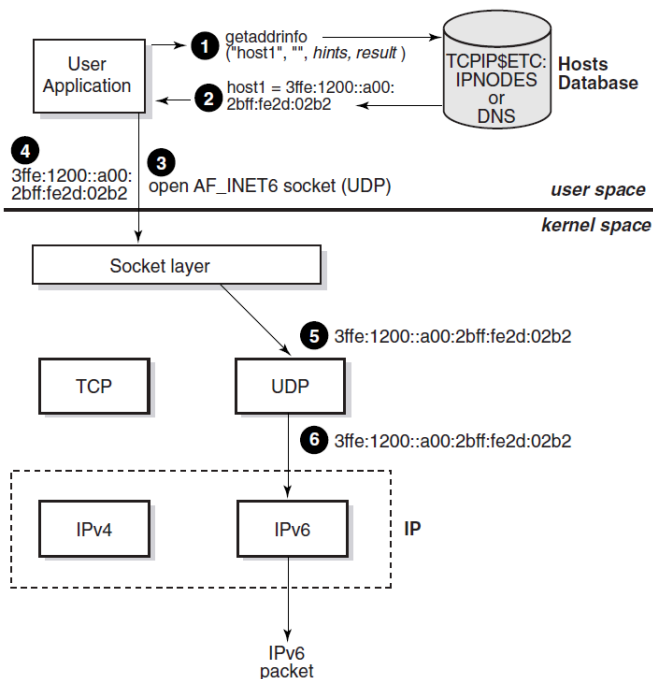 1 getaddrinfo
("host1", "", hints, result )
User
Application
TCPIP$ETC:
IPNODES
or
DNS
Hosts
Database
2 host1 = 3ffe:1200::a00:
2bff:fe2d:02b2
4
3ffe:1200::a00:
2bff:fe2d:02b2
3
open AF_INET6 socket (UDP)
user space
kernel space
Socket layer
5 3ffe:1200::a00:2bff:fe2d:02b2
TCP
UDP
6 3ffe:1200::a00:2bff:fe2d:02b2
IPv4
IPv6
IP
IPv6
packet